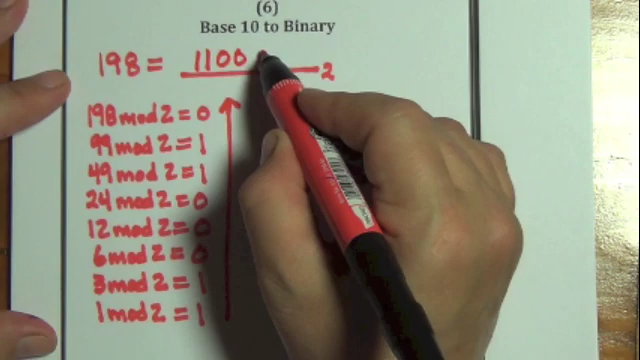 (6)
Base 10 to Binary
198 = 1100 2
198 mod 2 = 0
99 mod 2 = 1
49 mod 2 = 1
24 mod 2 = 0
12 mod 2 = 0
6 mod 2 = 0
3 mod 2 = 1
1 mod 2 = 1